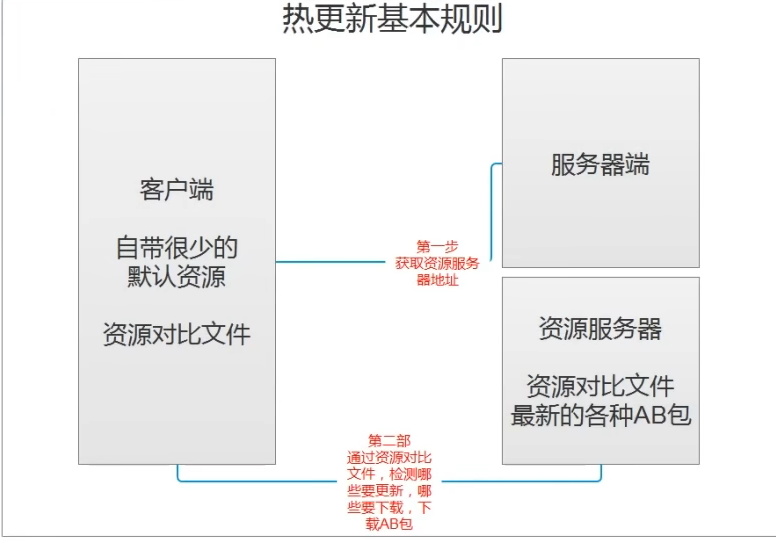 热更新基本规则
客户端
自带很少的
默认资源
资源对比文件
第一步
获取资源服务
器地址
服务器端
资源服务器
资源对比文件
最新的各种AB包
第二部
通过资源对比
文件，检测哪
些要更新，哪
些要下载，下
载AB包